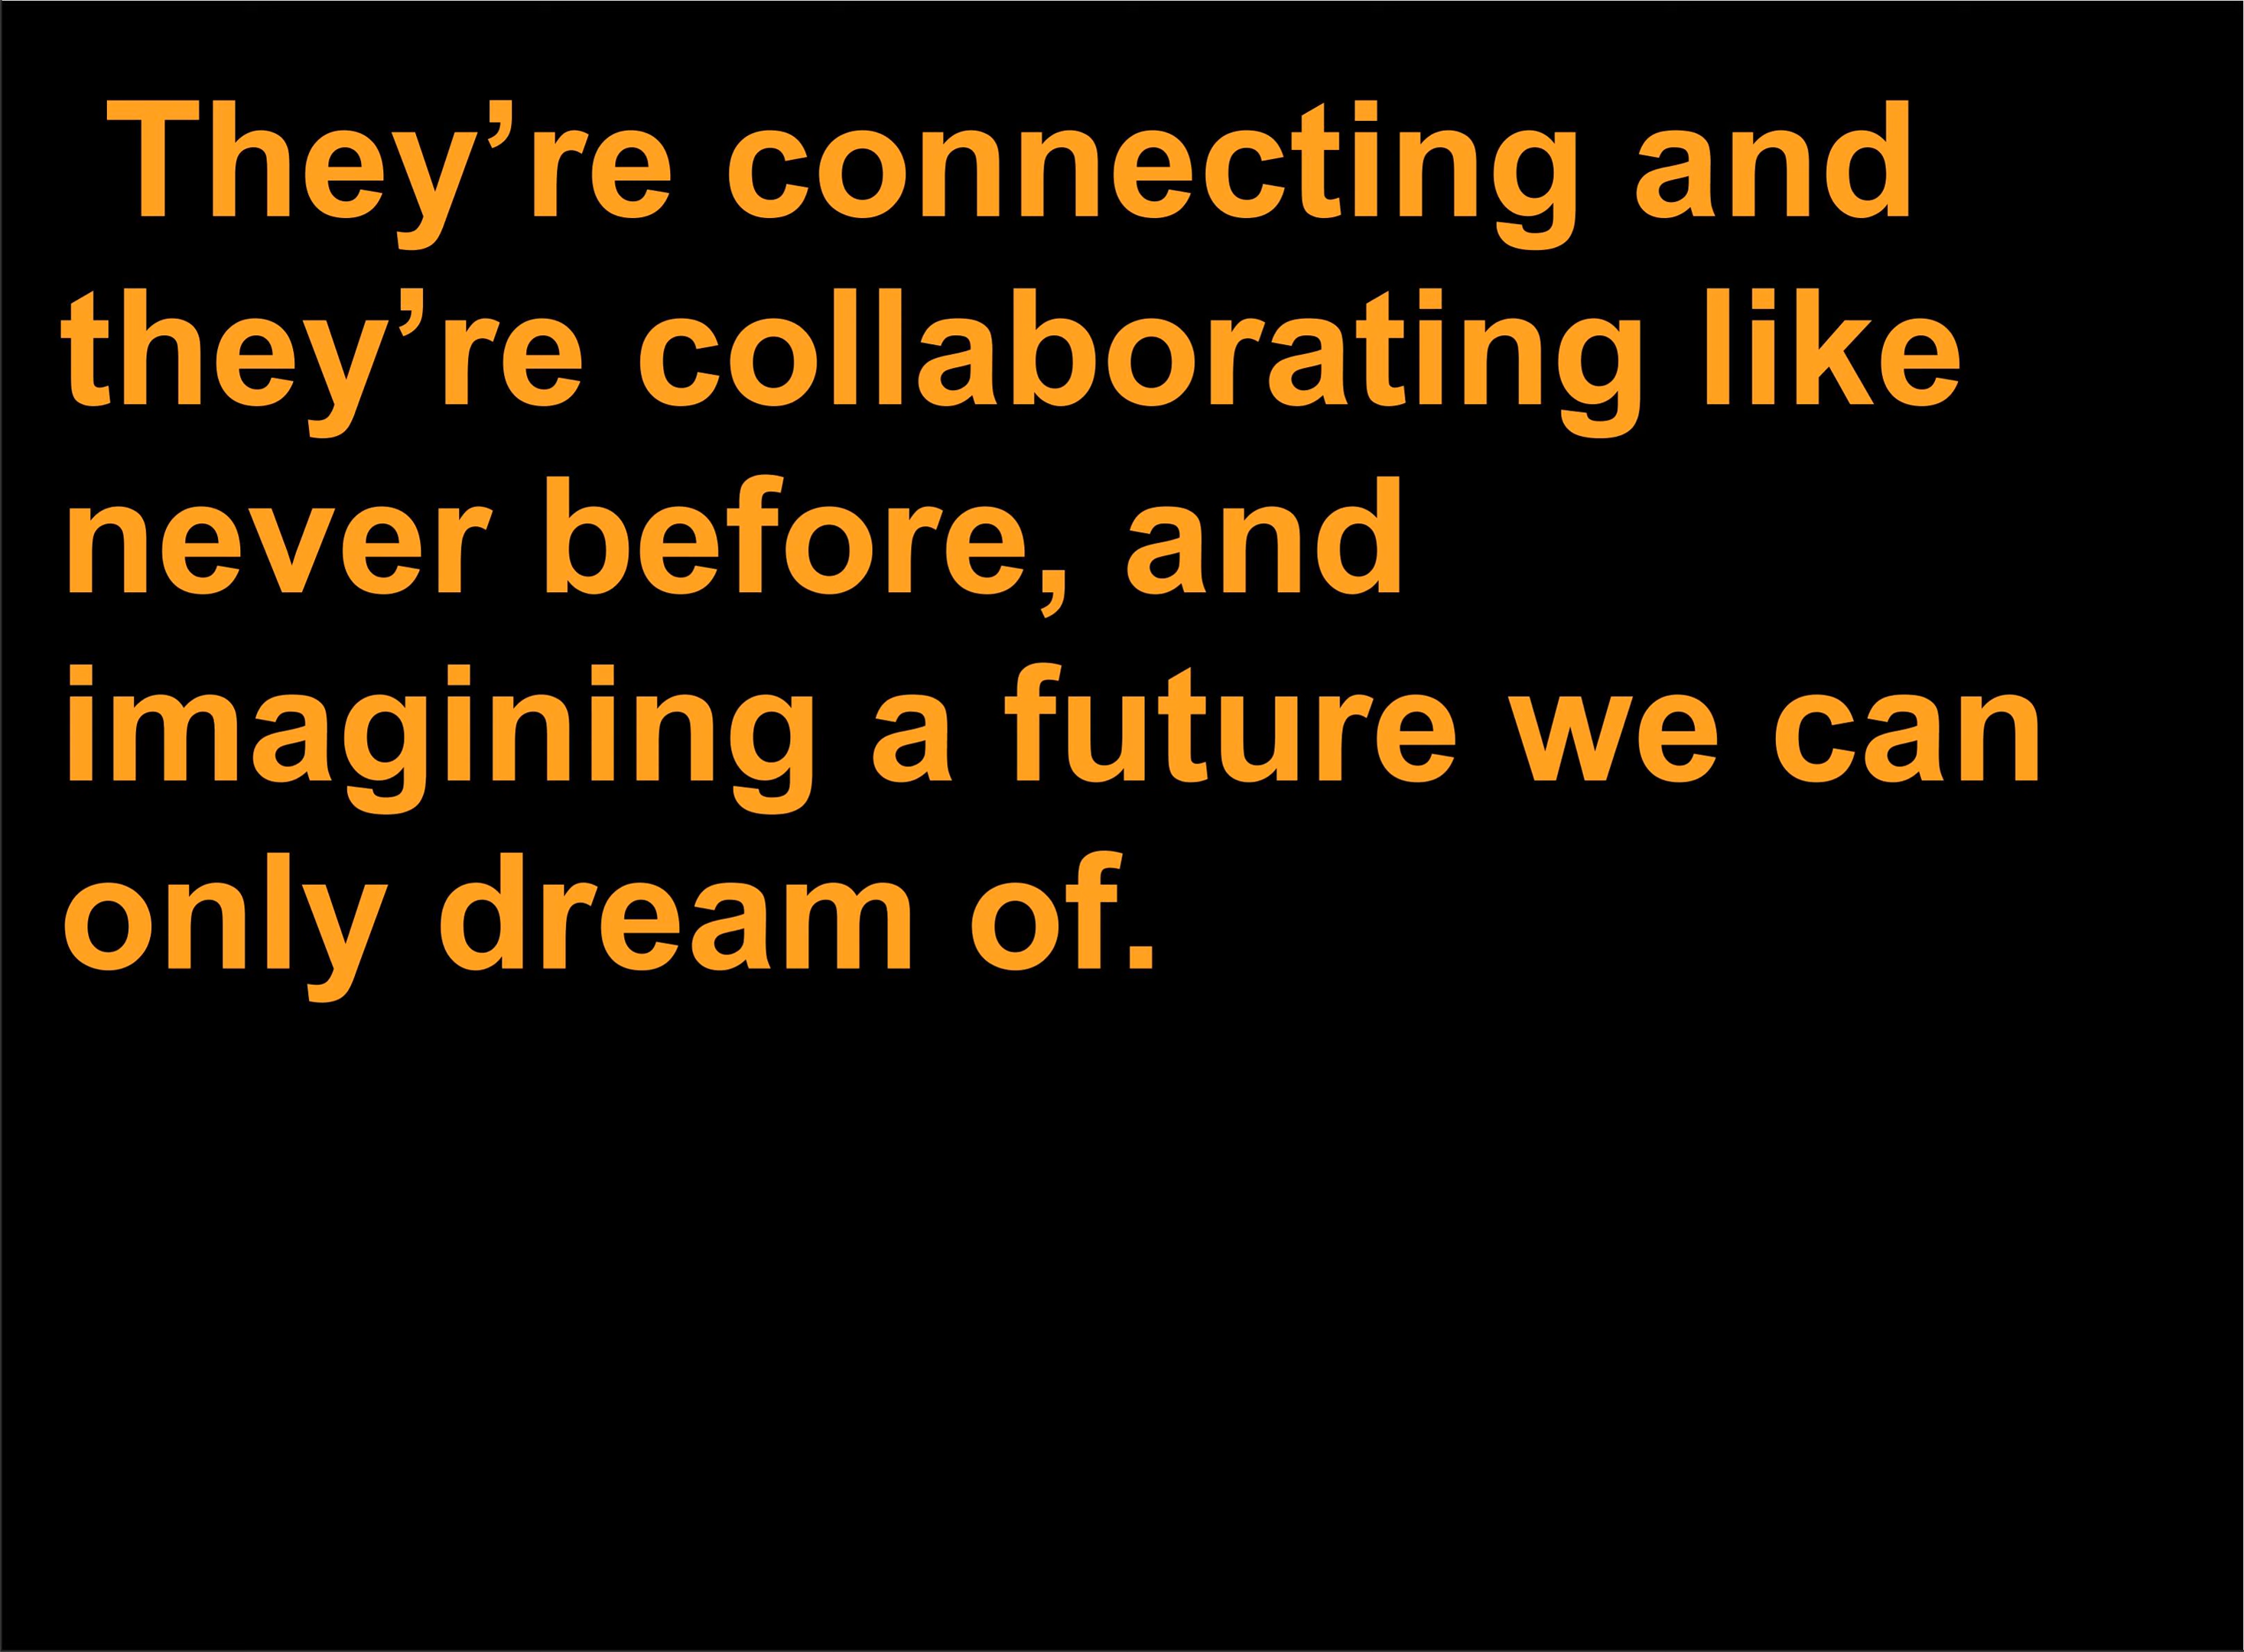 They’re connecting and
they’re collaborating like
never before, and
imagining a future we can
only dream of.